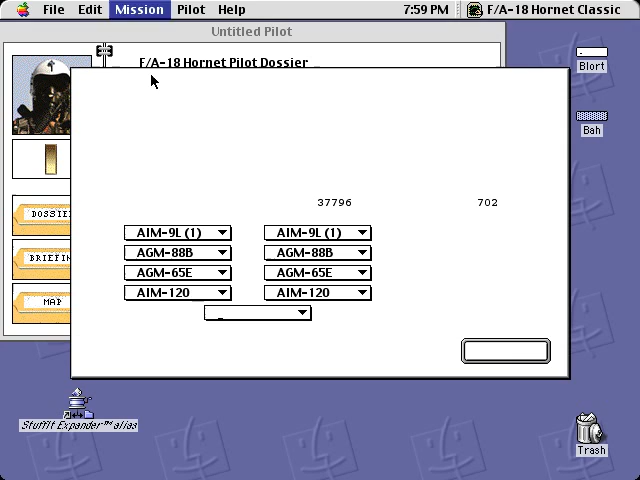 File Edit Mission Pilot Help 7:59 PM F/A-18 Hornet Classic
Untitled Pilot
F/A-18 Hornet Pilot Dossier
Blort
Bah
37796 702
AIM-9L (1) AIM-9L (1)
AGM-88B AGM-88B
AGM-65E AGM-65E
AIM-120 AIM-120
MAP
StuffIt Expander™ alias
Trash